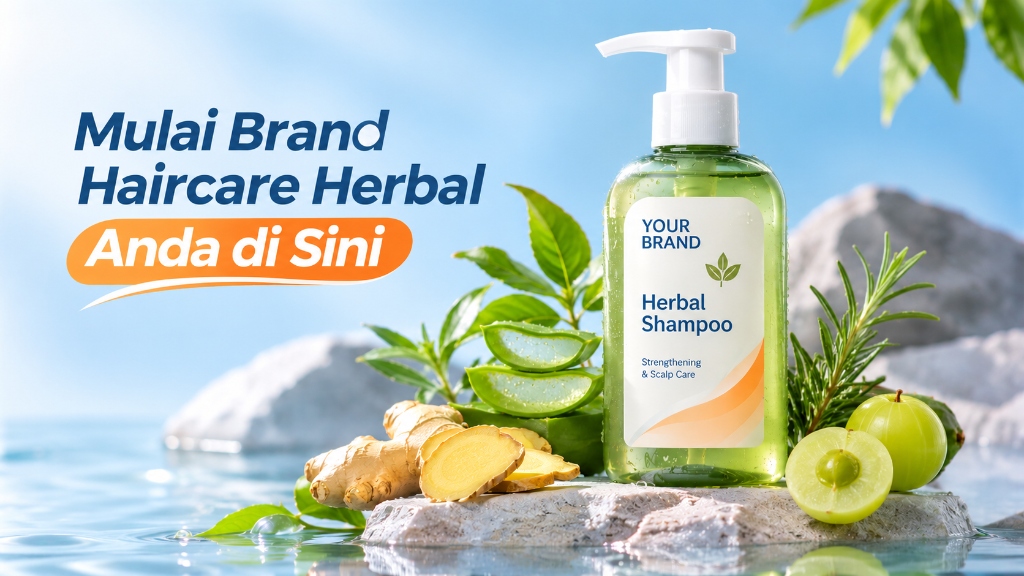 Mulai Brand
Haircare Herbal
Anda di Sini
YOUR
BRAND
Herbal
Shampoo
Strengthening
& Scalp Care